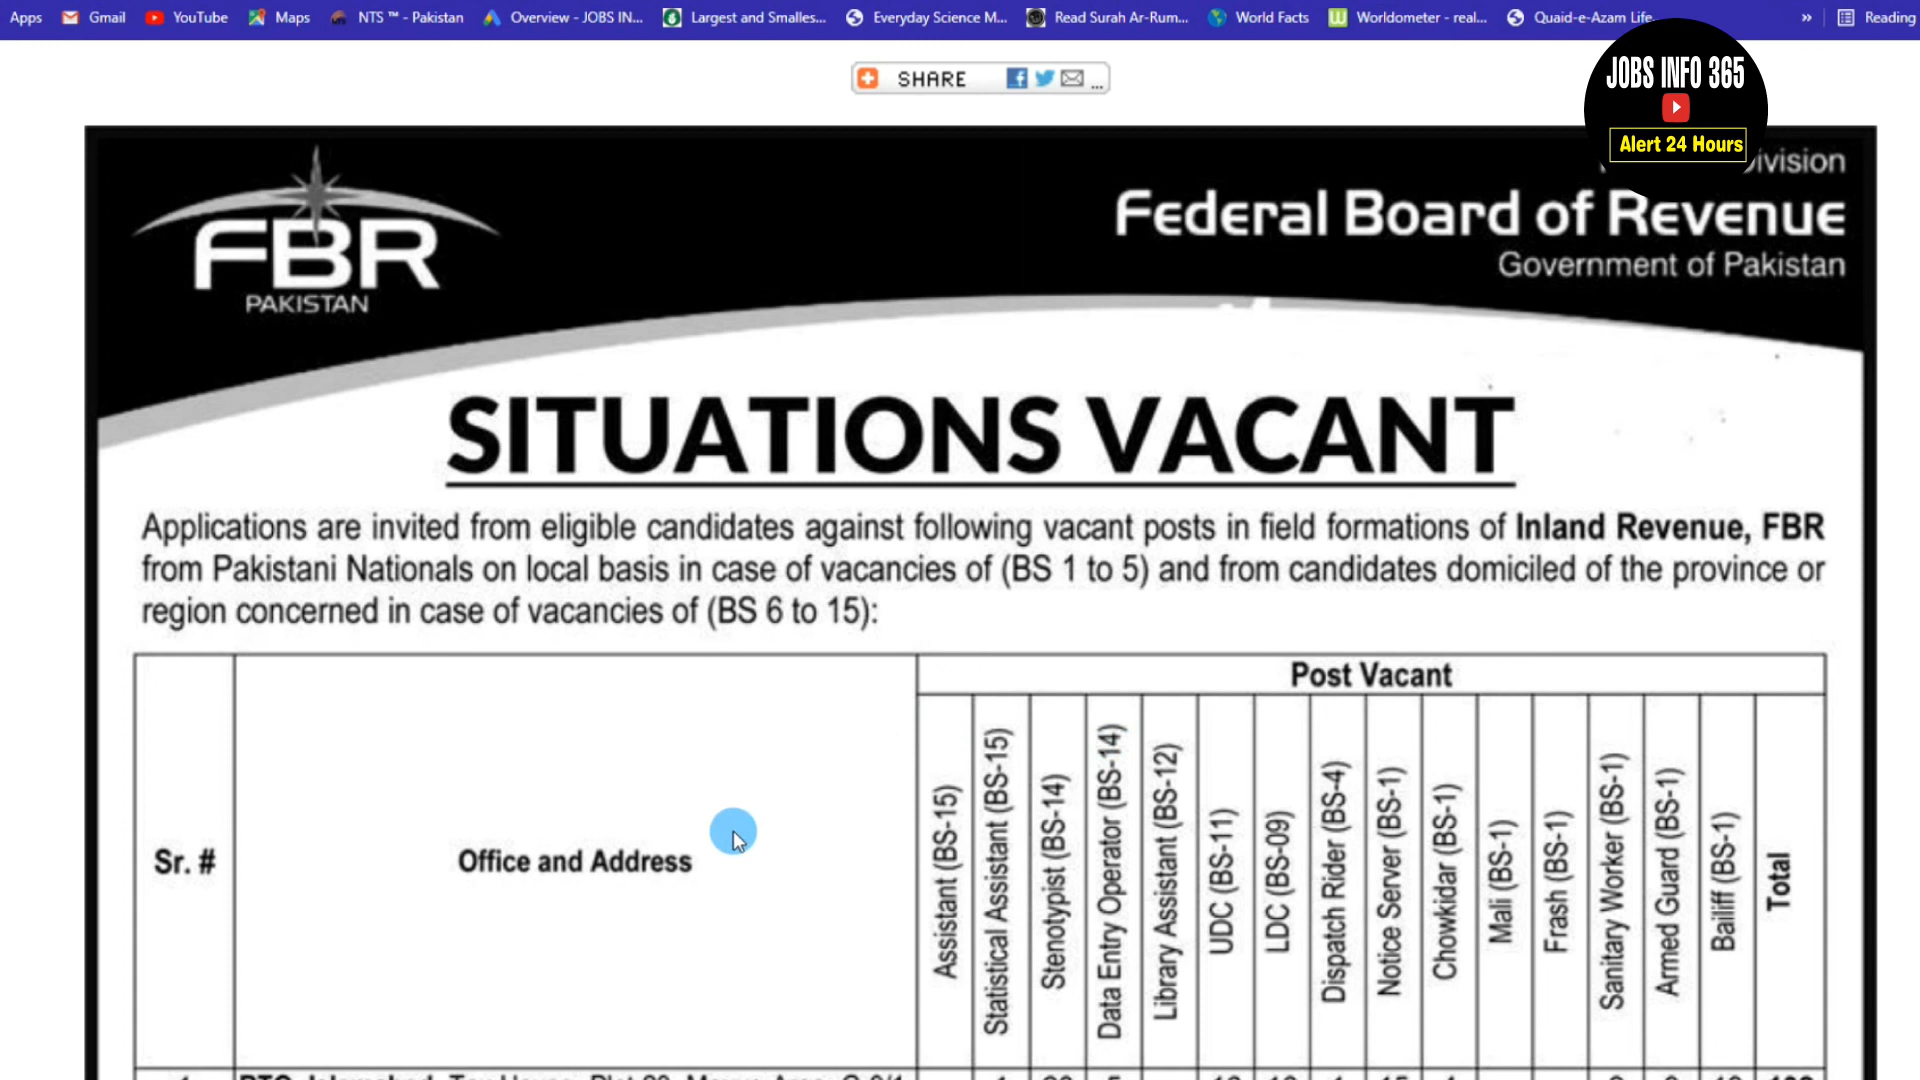 Apps Gmail YouTube Maps NTS ™ - Pakistan Overview - JOBS IN... Largest and Smalles... Everyday Science M... Read Surah Ar-Rum... World Facts Worldometer - real... Quaid-e-Azam Life » Reading
SHARE ...
JOBS INFO 365
Alert 24 Hours
FBR
PAKISTAN
Federal Board of Revenue
Government of Pakistan
SITUATIONS VACANT
Applications are invited from eligible candidates against following vacant posts in field formations of Inland Revenue, FBR
from Pakistani Nationals on local basis in case of vacancies of (BS 1 to 5) and from candidates domiciled of the province or
region concerned in case of vacancies of (BS 6 to 15):
Sr. #
Office and Address
Post Vacant
Assistant (BS-15)
Statistical Assistant (BS-15)
Stenotypist (BS-14)
Data Entry Operator (BS-14)
Library Assistant (BS-12)
UDC (BS-11)
LDC (BS-09)
Dispatch Rider (BS-4)
Notice Server (BS-1)
Chowkidar (BS-1)
Mali (BS-1)
Frash (BS-1)
Sanitary Worker (BS-1)
Armed Guard (BS-1)
Bailiff (BS-1)
Total